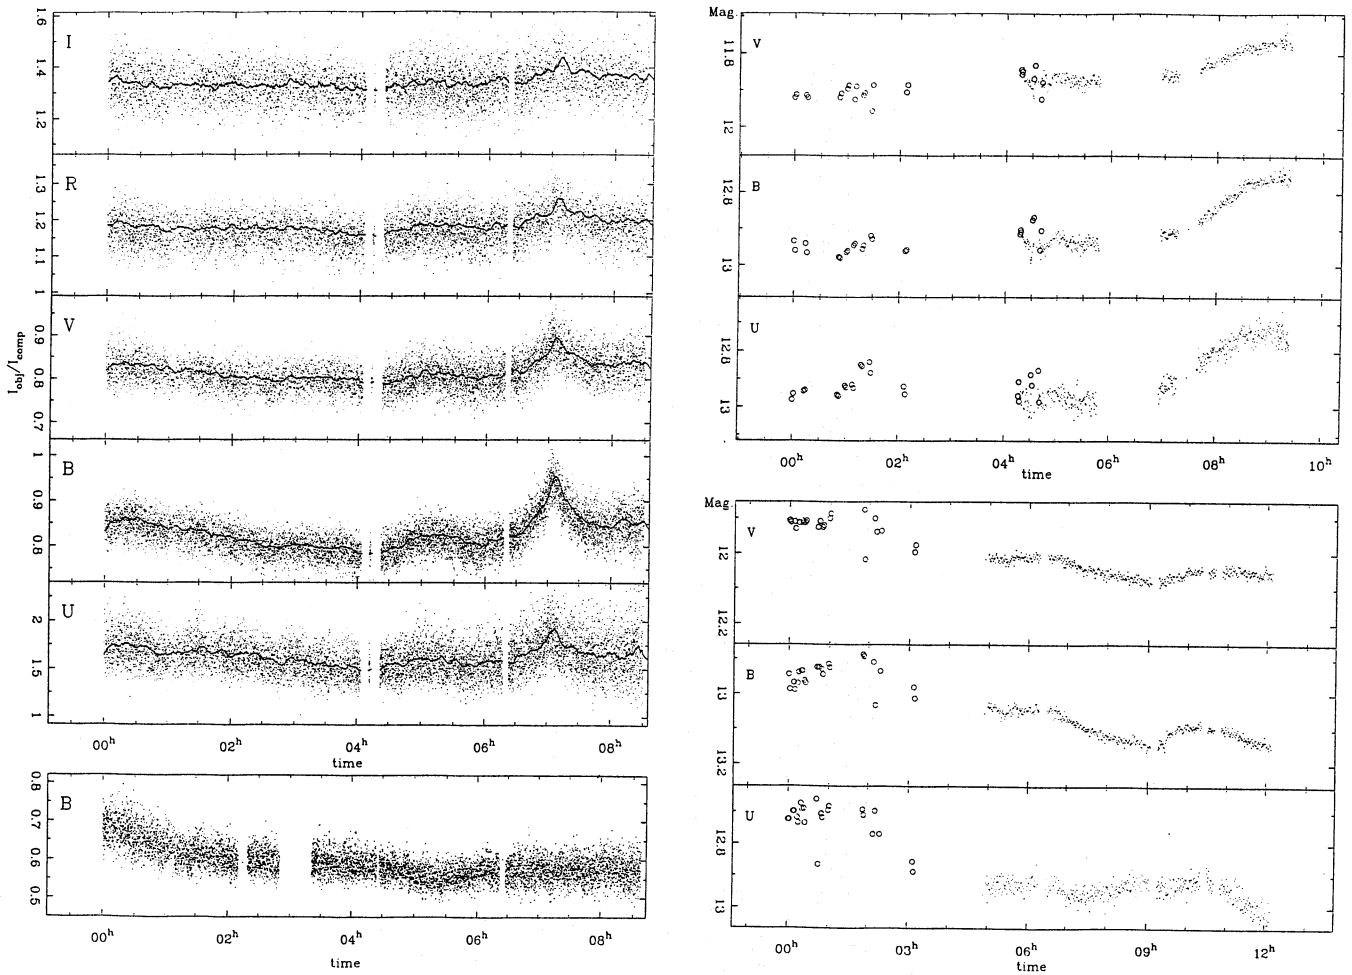 I
1.6
1.4
1.2
R
1.3
1.2
1.1
1
V
0.9
0.8
0.7
I_obj/I_comp
B
1
0.9
0.8
U
2
1.5
1
00h 02h 04h 06h 08h
time
B
0.8
0.7
0.6
0.5
00h 02h 04h 06h 08h
time
Mag
V
11.8
12
B
12.8
13
U
12.8
13
00h 02h 04h 06h 08h 10h
time
Mag
V
12
12.2
B
13
13.2
U
12.8
13
00h 03h 06h 09h 12h
time